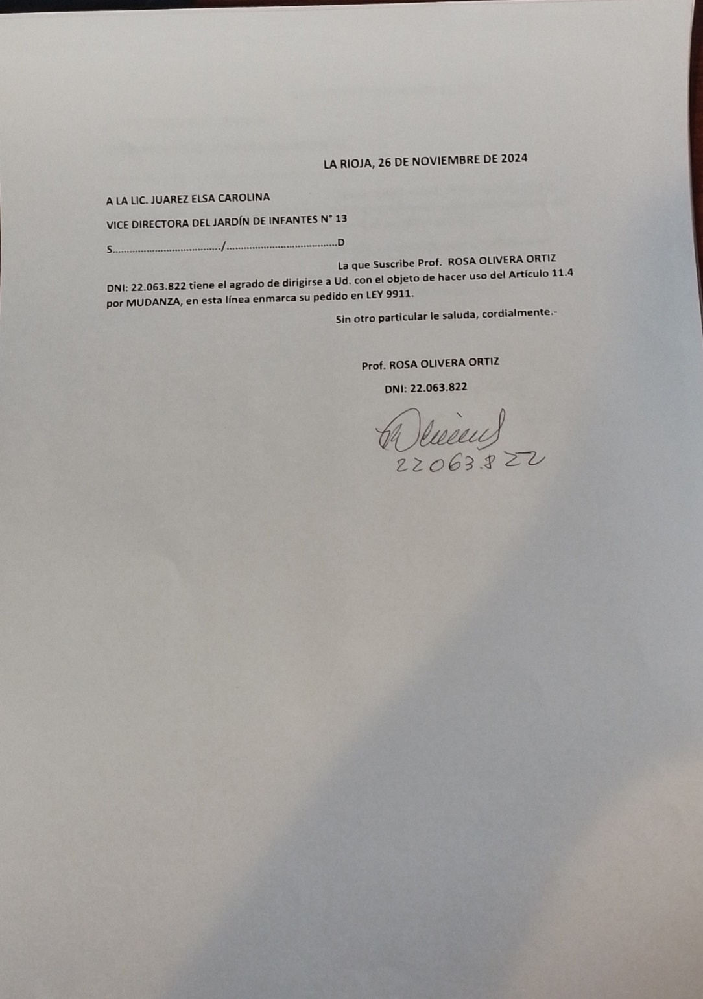 LA RIOJA, 26 DE NOVIEMBRE DE 2024
A LA LIC. JUAREZ ELSA CAROLINA
VICE DIRECTORA DEL JARDÍN DE INFANTES N° 13
S......................................./........................................D
La que Suscribe Prof. ROSA OLIVERA ORTIZ
DNI: 22.063.822 tiene el agrado de dirigirse a Ud. con el objeto de hacer uso del Artículo 11.4
por MUDANZA, en esta línea enmarca su pedido en LEY 9911.
Sin otro particular le saluda, cordialmente.-
Prof. ROSA OLIVERA ORTIZ
DNI: 22.063.822
22063.822